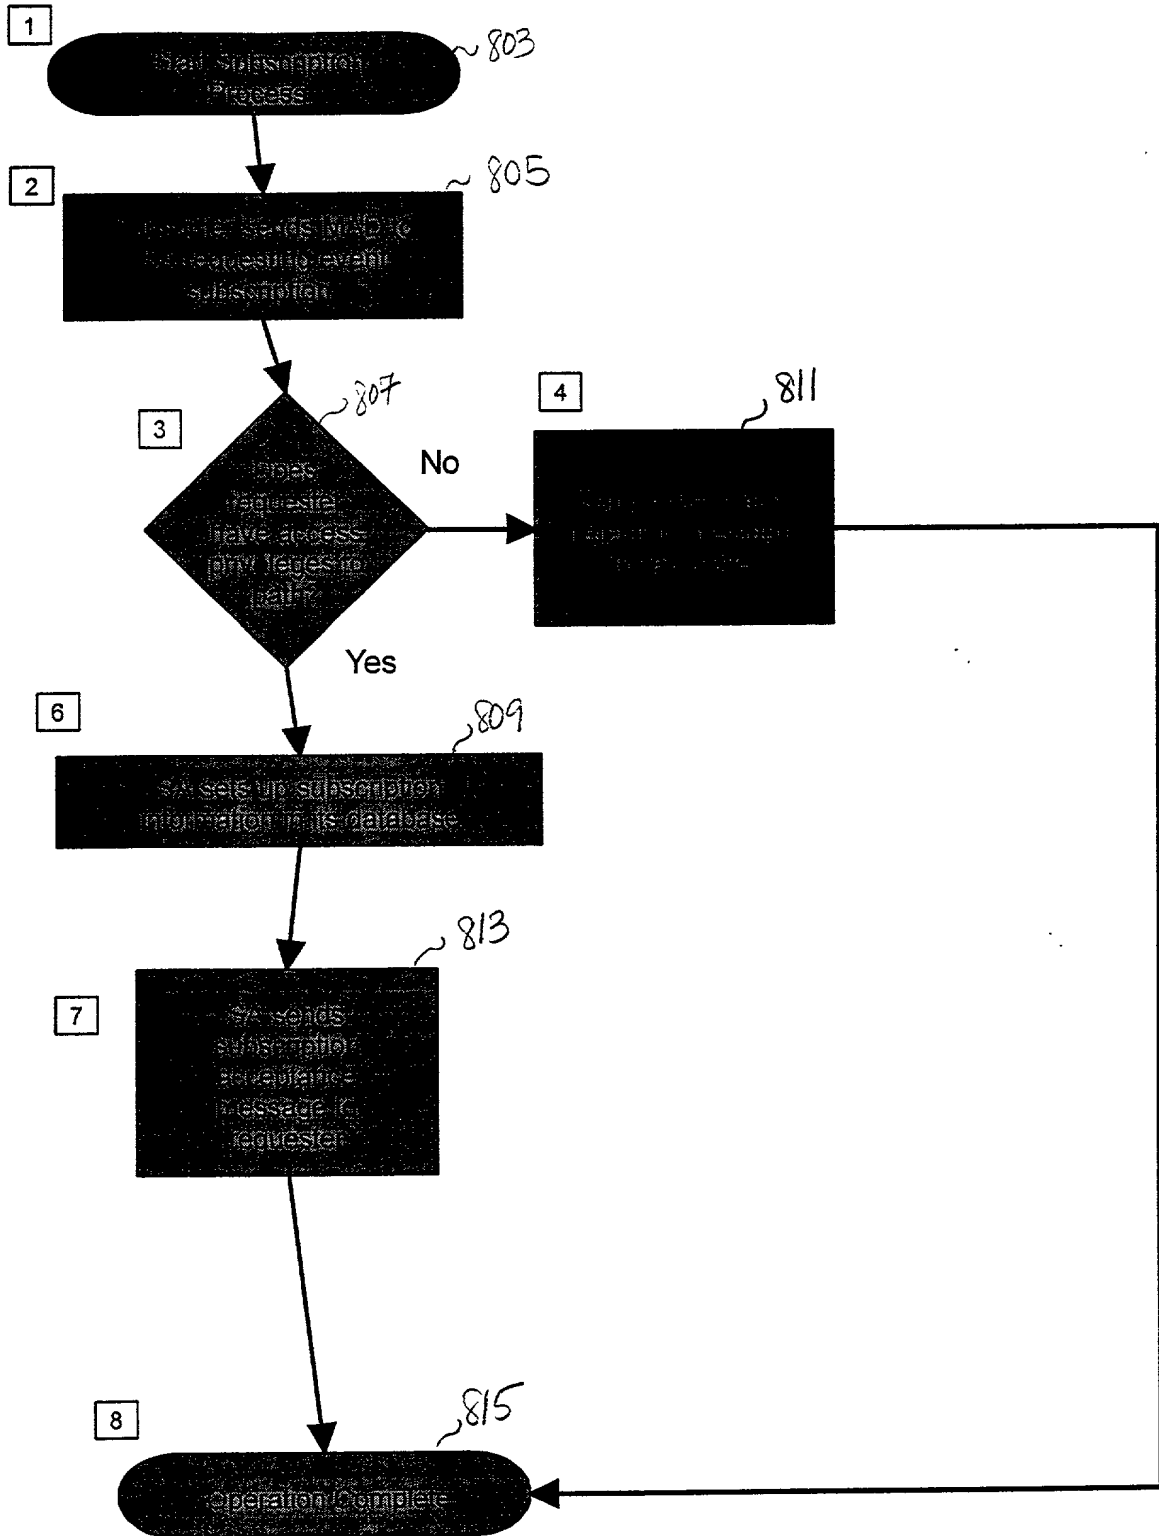 1
803
Start Subscription
Process
2
805
sends MAD to
SA requesting event
subscription
3
807
Does
requester
have access
privileges to
path?
No
4
811
Yes
6
809
SA sets up subscription
information in its database
7
813
SA sends
subscription
acceptance
message to
requester
8
815
Operation Complete